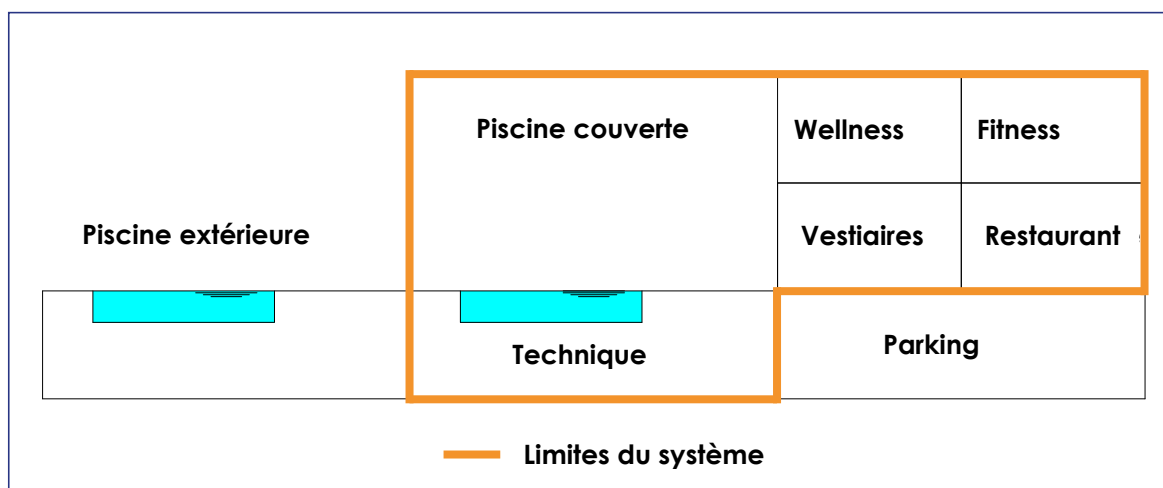 Piscine couverte
Wellness
Fitness
Piscine extérieure
Vestiaires
Restaurant
Technique
Parking
Limites du système